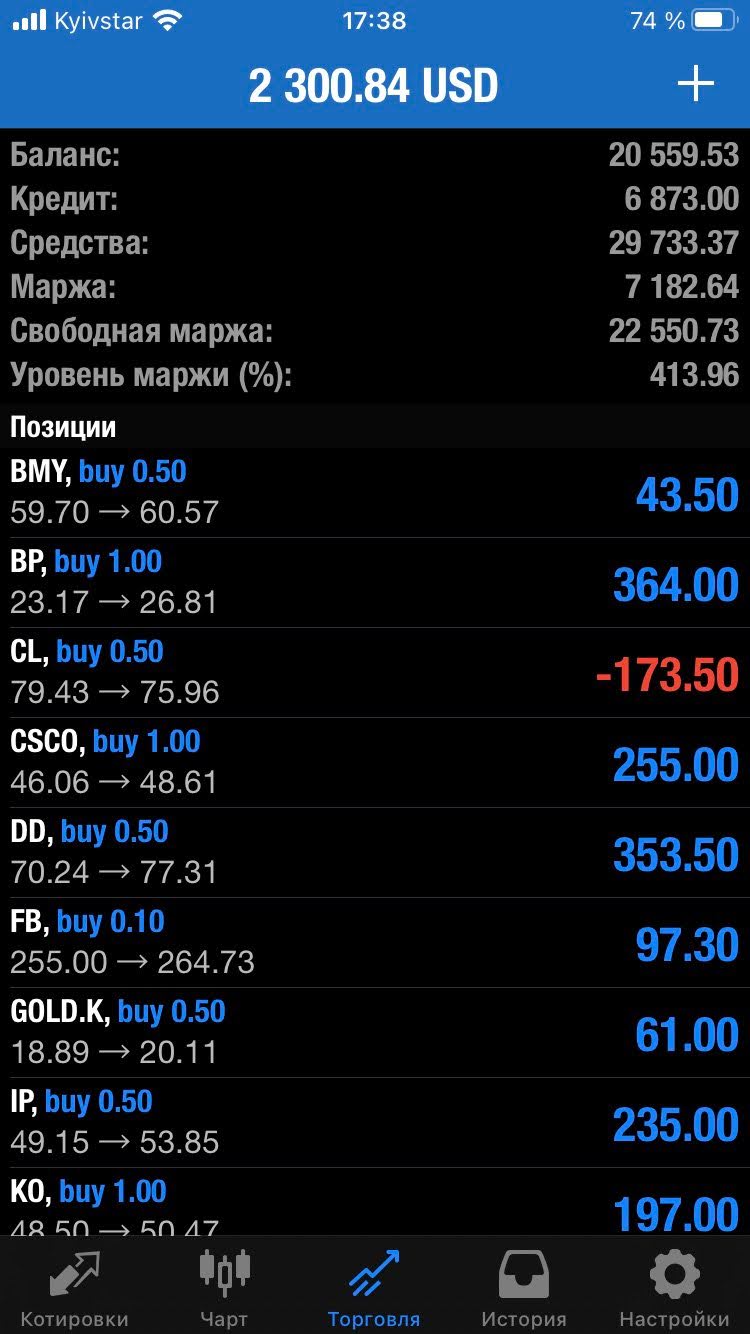 Kyivstar 17:38 74 %
2 300.84 USD
Баланс: 20 559.53
Кредит: 6 873.00
Средства: 29 733.37
Маржа: 7 182.64
Свободная маржа: 22 550.73
Уровень маржи (%): 413.96
Позиции
BMY, buy 0.50
59.70 → 60.57 43.50
BP, buy 1.00
23.17 → 26.81 364.00
CL, buy 0.50
79.43 → 75.96 -173.50
CSCO, buy 1.00
46.06 → 48.61 255.00
DD, buy 0.50
70.24 → 77.31 353.50
FB, buy 0.10
255.00 → 264.73 97.30
GOLD.K, buy 0.50
18.89 → 20.11 61.00
IP, buy 0.50
49.15 → 53.85 235.00
KO, buy 1.00
48.50 → 50.47 197.00
Котировки Чарт Торговля История Настройки